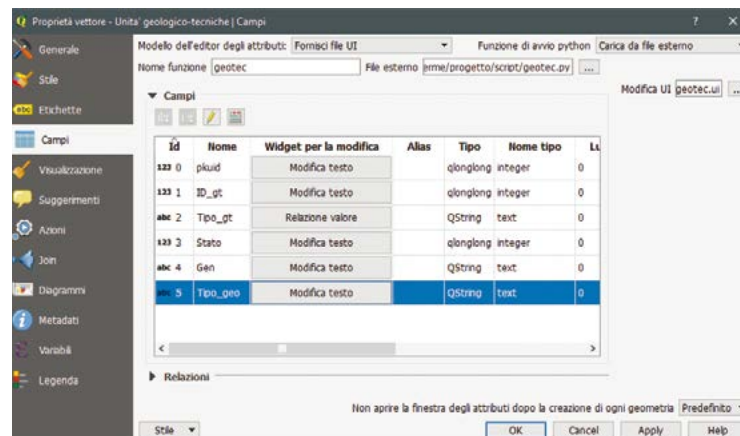 Proprietà vettore - Unita' geologico-tecniche | Campi
? X
Generale
Stile
abc Etichette
Campi
Visualizzazione
Suggerimenti
Azioni
Join
Diagrammi
Metadati
Variabili
Legenda
Modello dell'editor degli attributi: Fornisci file UI
Funzione di avvio python Carica da file esterno
Nome funzione geotec
File esterno erme/progetto/script/geotec.py ...
Modifica UI geotec.ui ...
Campi
Id Nome Widget per la modifica Alias Tipo Nome tipo Lu
123 0 pkuid Modifica testo qlonglong integer 0
123 1 ID_gt Modifica testo qlonglong integer 0
abc 2 Tipo_gt Relazione valore QString text 0
123 3 Stato Modifica testo qlonglong integer 0
abc 4 Gen Modifica testo QString text 0
abc 5 Tipo_geo Modifica testo QString text 0
Relazioni
Non aprire la finestra degli attributi dopo la creazione di ogni geometria Predefinito
Stile OK Cancel Apply Help